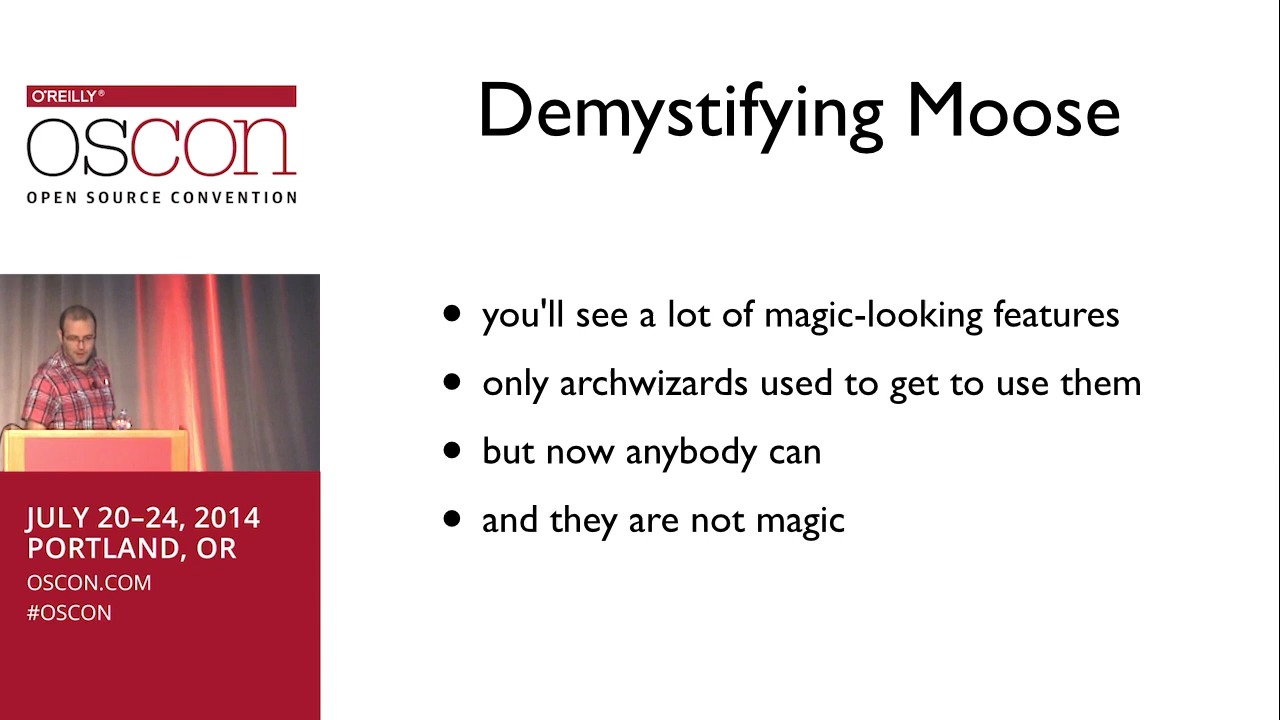 O'REILLY®
oscon
OPEN SOURCE CONVENTION
JULY 20–24, 2014
PORTLAND, OR
OSCON.COM
#OSCON
Demystifying Moose
• you'll see a lot of magic-looking features
• only archwizards used to get to use them
• but now anybody can
• and they are not magic